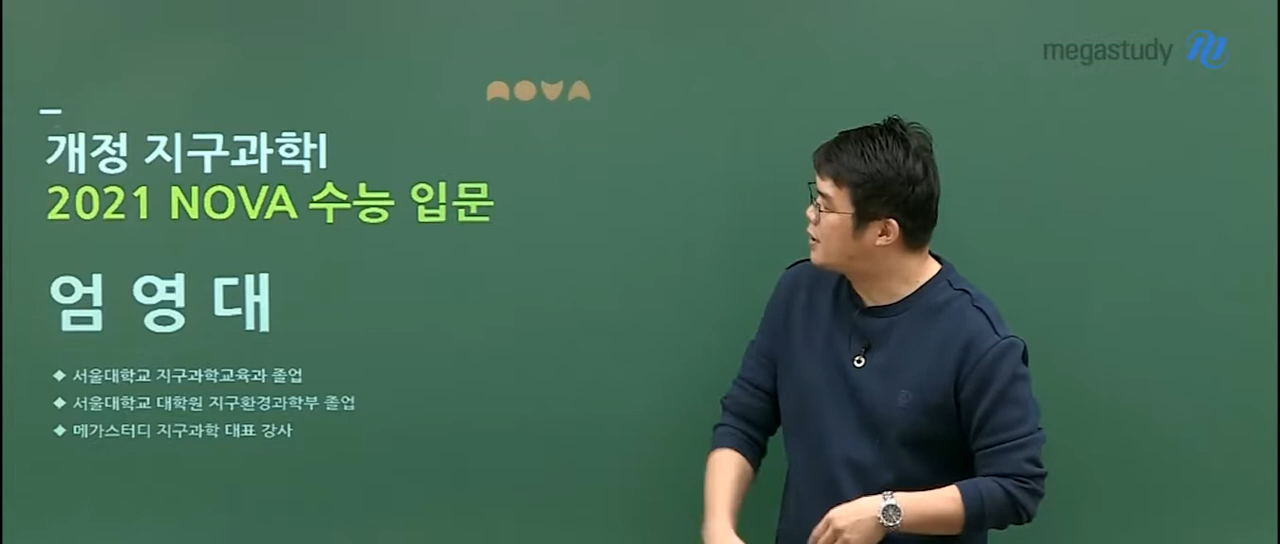 megastudy
NOVA
개정 지구과학I
2021 NOVA 수능 입문
엄영대
◆ 서울대학교 지구과학교육과 졸업
◆ 서울대학교 대학원 지구환경과학부 졸업
◆ 메가스터디 지구과학 대표 강사